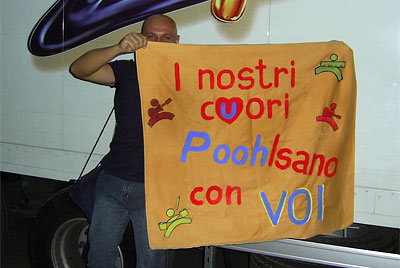 I nostri
cuori
PoohIsano
con VOI